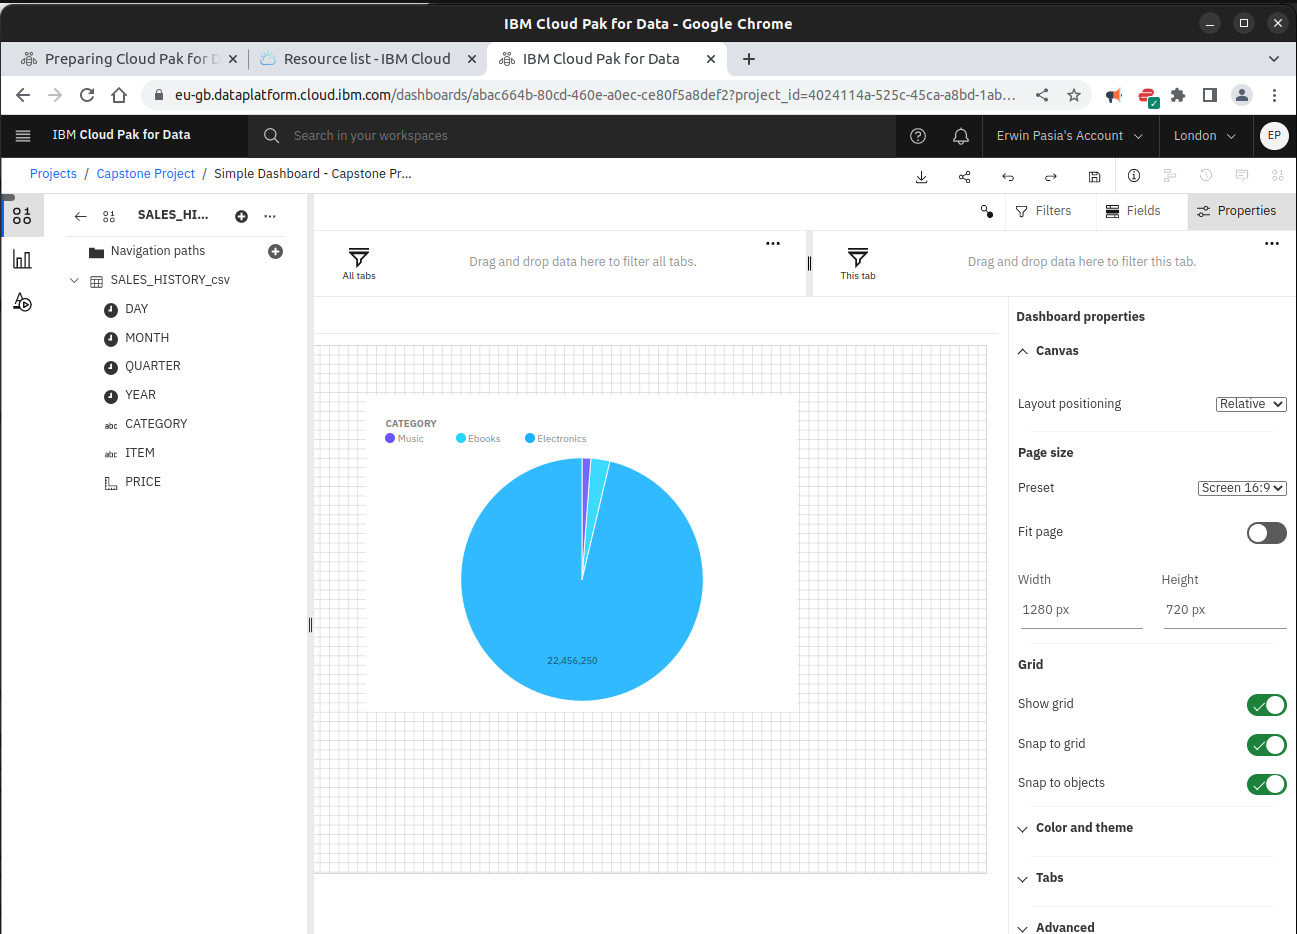 IBM Cloud Pak for Data - Google Chrome
Preparing Cloud Pak for D
Resource list - IBM Cloud
IBM Cloud Pak for Data
eu-gb.dataplatform.cloud.ibm.com/dashboards/abac664b-80cd-460e-a0ec-ce80f5a8def2?project_id=4024114a-525c-45ca-a8bd-1ab...
IBM Cloud Pak for Data
Search in your workspaces
Erwin Pasia's Account
London
EP
Projects / Capstone Project / Simple Dashboard - Capstone Pr...
SALES_HI...
Filters
Fields
Properties
Navigation paths
SALES_HISTORY_csv
DAY
MONTH
QUARTER
YEAR
abc CATEGORY
abc ITEM
PRICE
All tabs
Drag and drop data here to filter all tabs.
This tab
Drag and drop data here to filter this tab.
CATEGORY
Music
Ebooks
Electronics
22,456,250
Dashboard properties
Canvas
Layout positioning
Relative
Page size
Preset
Screen 16:9
Fit page
Width
Height
1280 px
720 px
Grid
Show grid
Snap to grid
Snap to objects
Color and theme
Tabs
Advanced